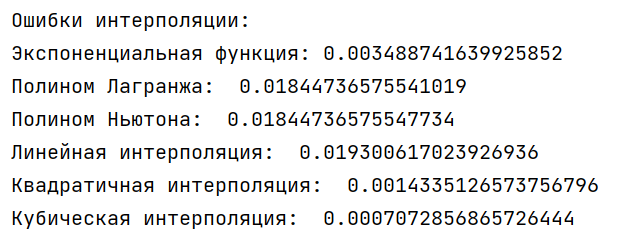 Ошибки интерполяции:
Экспоненциальная функция: 0.003488741639925852
Полином Лагранжа:  0.01844736575541019
Полином Ньютона:  0.01844736575547734
Линейная интерполяция:  0.019300617023926936
Квадратичная интерполяция:  0.0014335126573756796
Кубическая интерполяция:  0.0007072856865726444